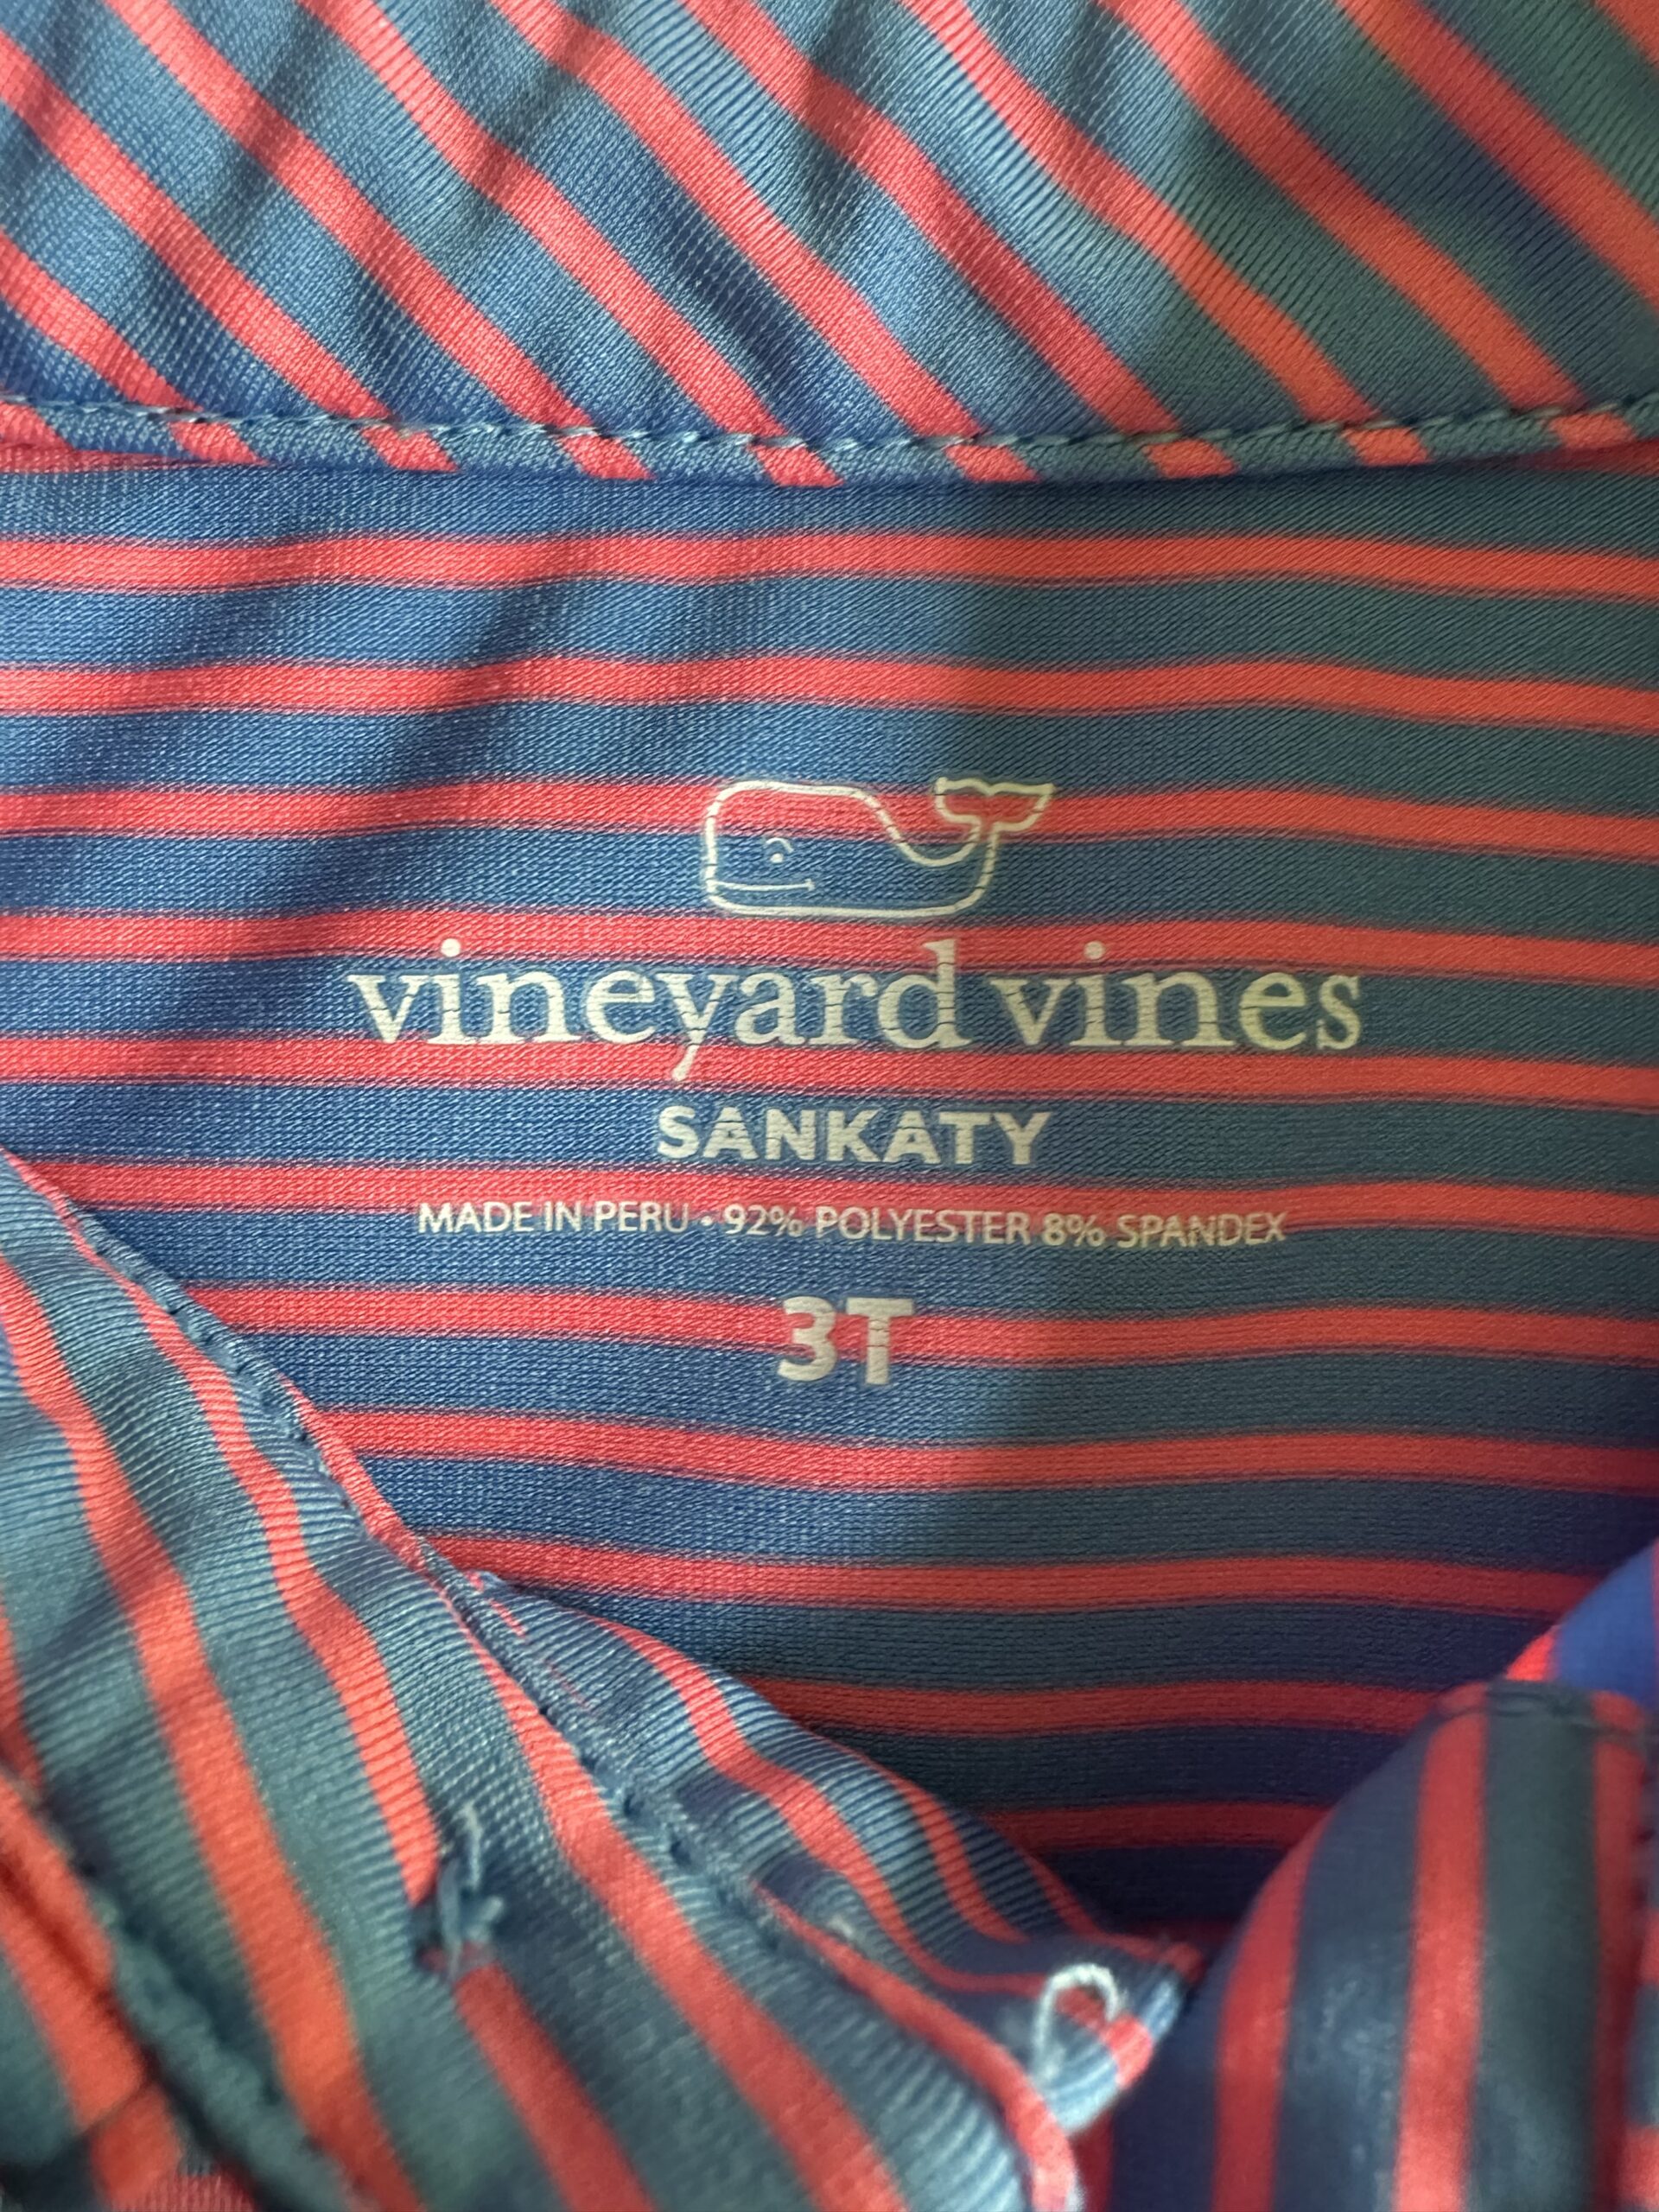 vineyard vines
SANKATY
MADE IN PERU • 92% POLYESTER 8% SPANDEX
3T